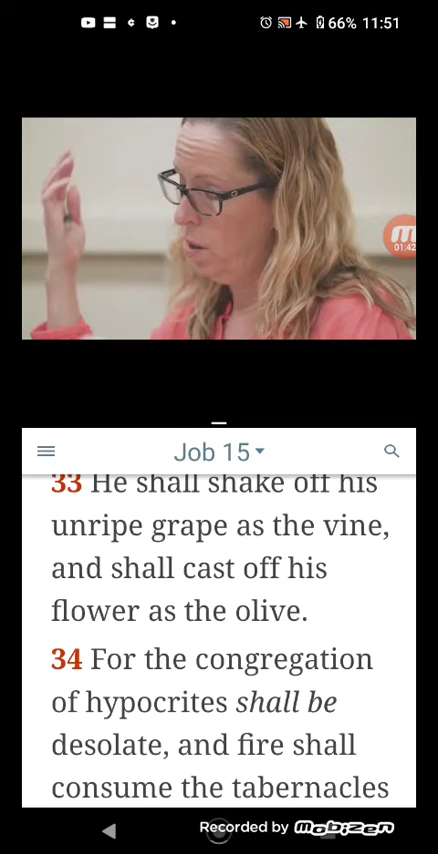 66% 11:51
01:42
Job 15
33 He shall shake off his
unripe grape as the vine,
and shall cast off his
flower as the olive.
34 For the congregation
of hypocrites shall be
desolate, and fire shall
consume the tabernacles
Recorded by mobizen